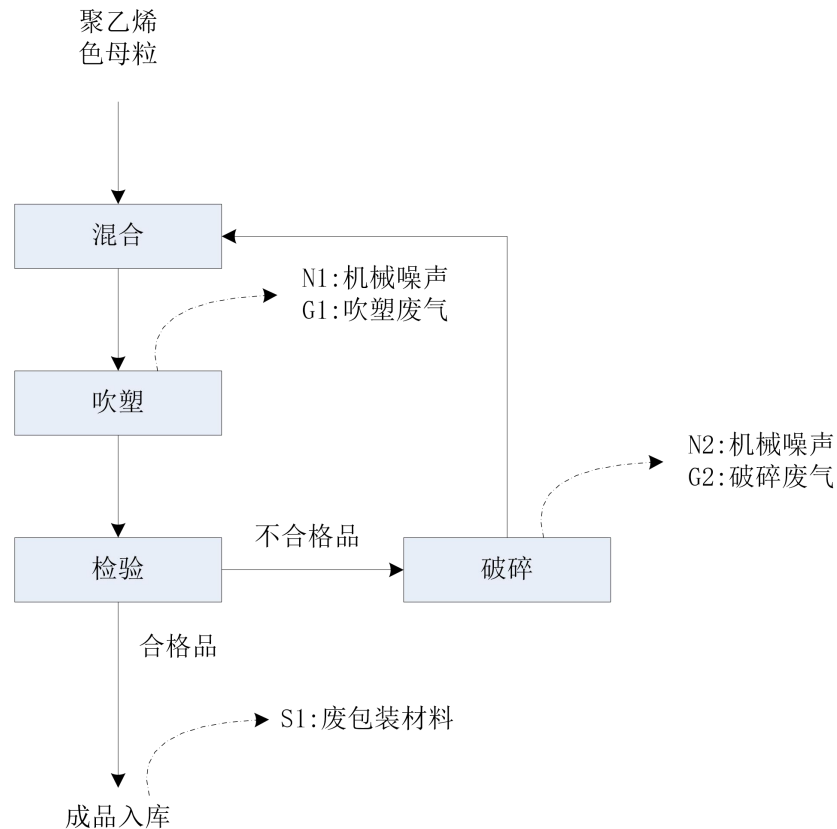 聚乙烯
色母粒
混合
N1:机械噪声
G1:吹塑废气
吹塑
N2:机械噪声
G2:破碎废气
不合格品
检验
破碎
合格品
S1:废包装材料
成品入库